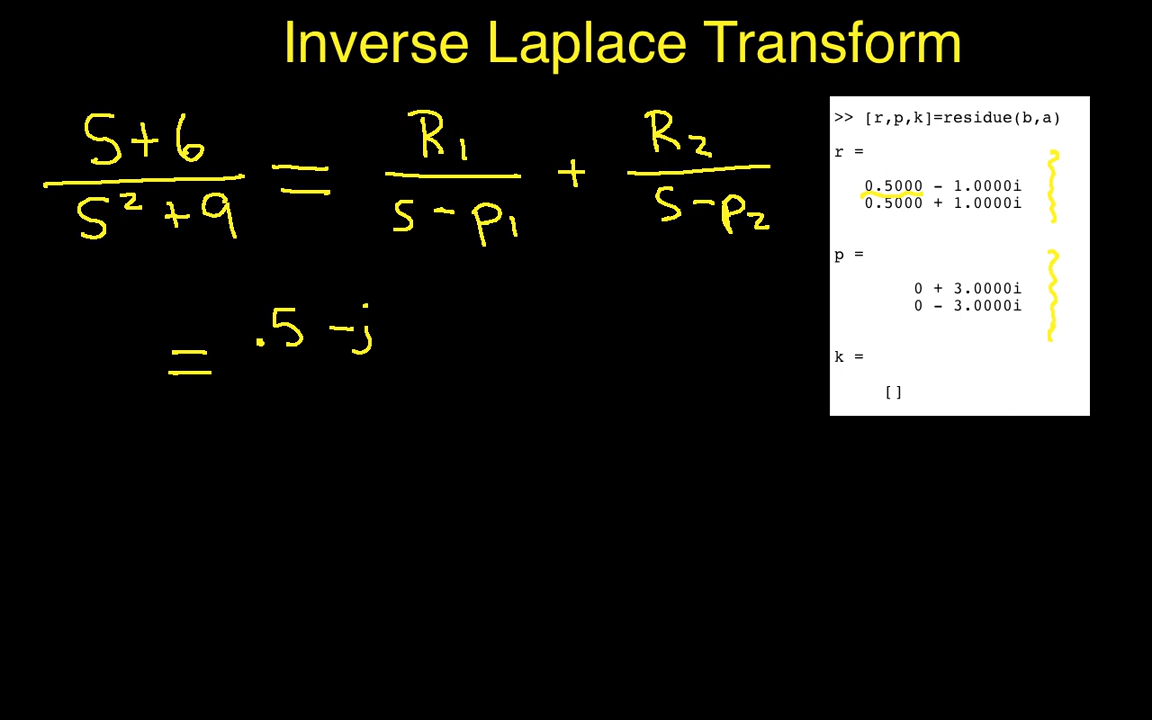 Inverse Laplace Transform
S+6 / S²+9 = R₁ / s-p₁ + R₂ / s-p₂
= .5 -j
>> [r,p,k]=residue(b,a)
r =
0.5000 - 1.0000i
0.5000 + 1.0000i
p =
0 + 3.0000i
0 - 3.0000i
k =
[]